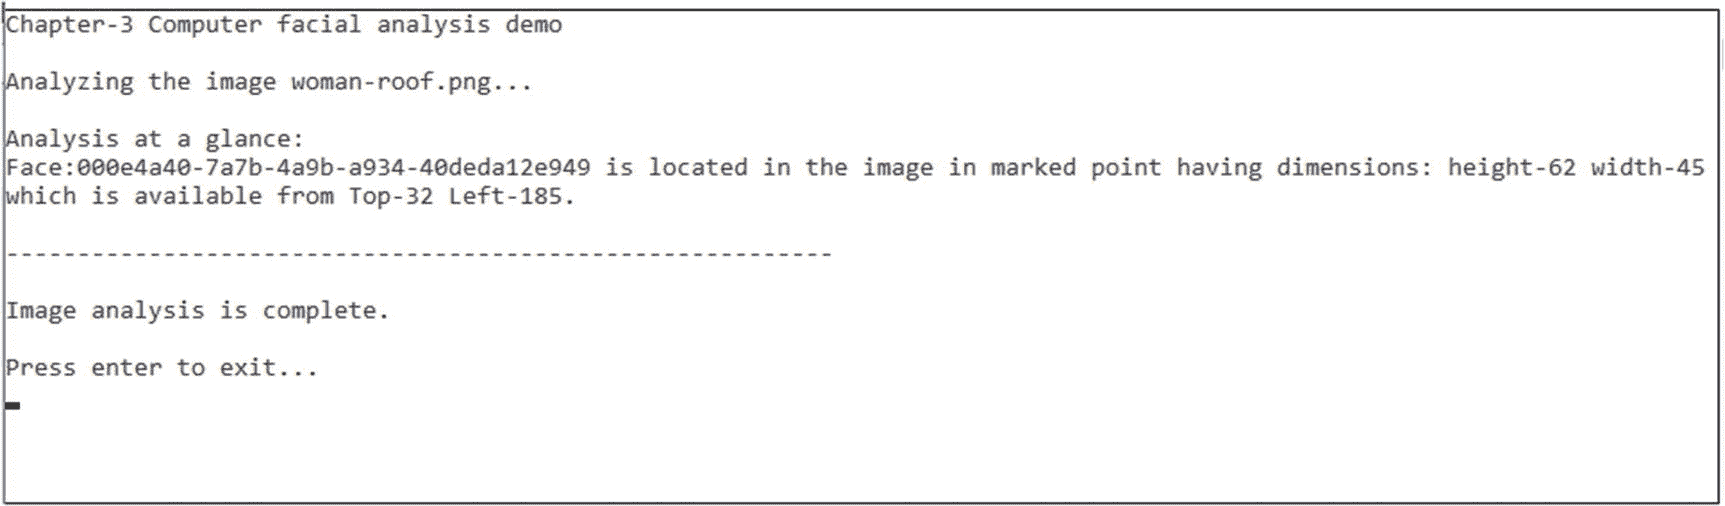 Chapter-3 Computer facial analysis demo
Analyzing the image woman-roof.png...
Analysis at a glance:
Face:000e4a40-7a7b-4a9b-a934-40deda12e949 is located in the image in marked point having dimensions: height-62 width-45
which is available from Top-32 Left-185.
----------------------------------------------------------
Image analysis is complete.
Press enter to exit...